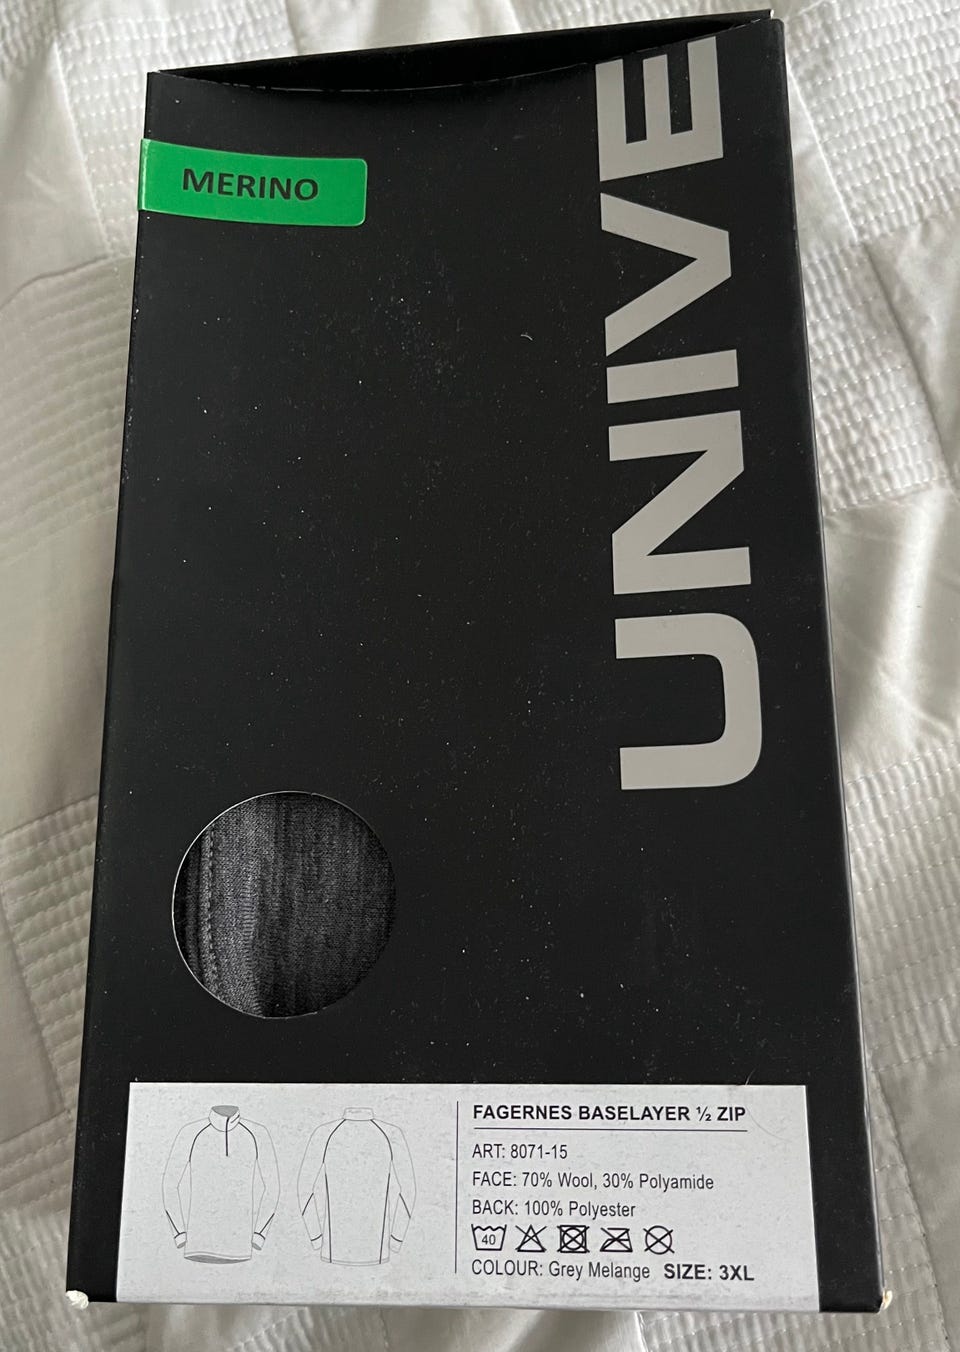 MERINO
UNIVE
FAGERNES BASELAYER ½ ZIP
ART: 8071-15
FACE: 70% Wool, 30% Polyamide
BACK: 100% Polyester
40
COLOUR: Grey Melange SIZE: 3XL